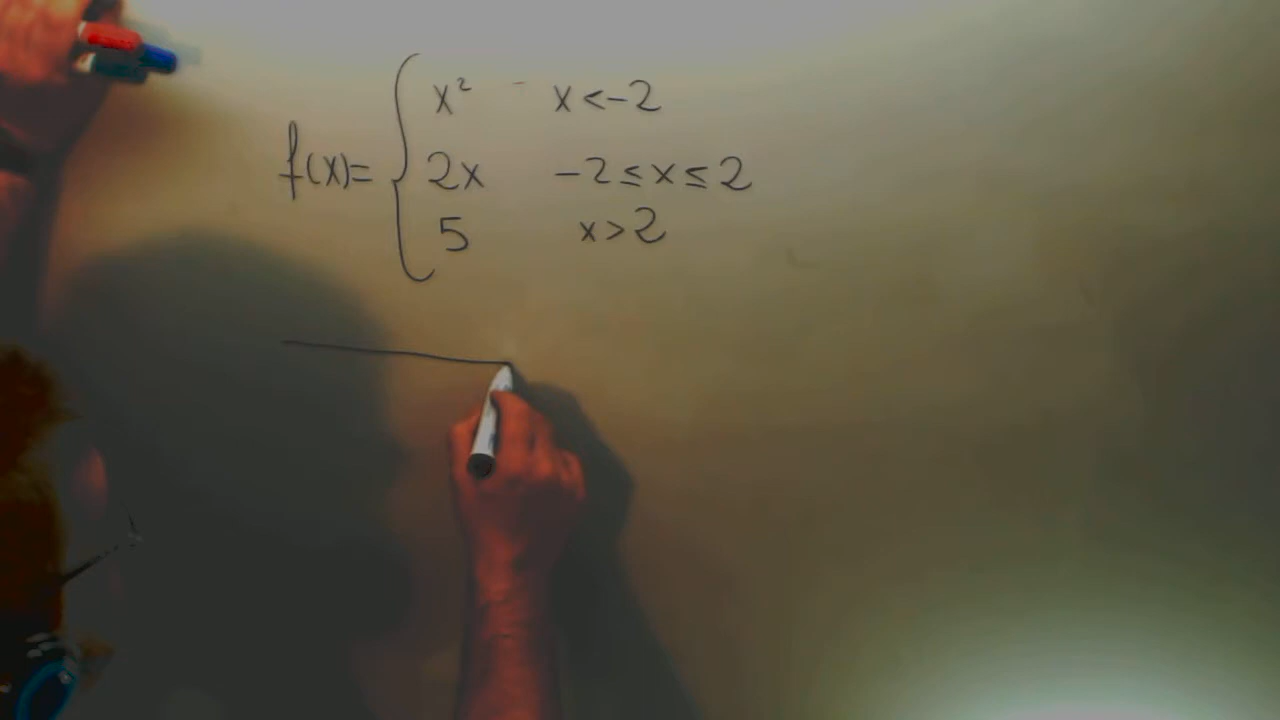 f(x)= { x² x<-2
2x -2≤x≤2
5 x>2